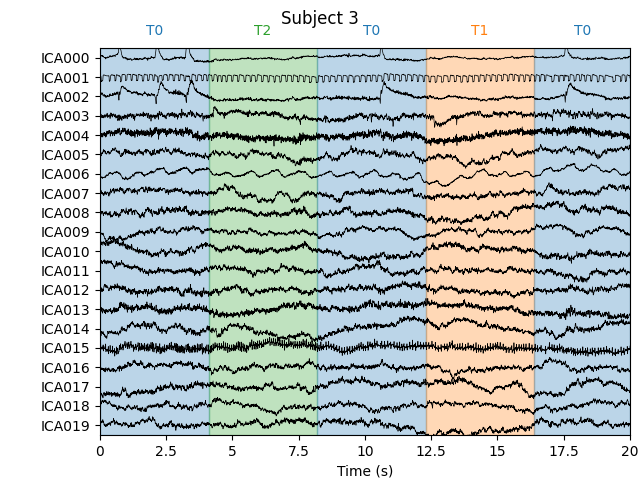 Subject 3
T0 T2 T0 T1 T0
ICA000
ICA001
ICA002
ICA003
ICA004
ICA005
ICA006
ICA007
ICA008
ICA009
ICA010
ICA011
ICA012
ICA013
ICA014
ICA015
ICA016
ICA017
ICA018
ICA019
0 2.5 5 7.5 10 12.5 15 17.5 20
Time (s)